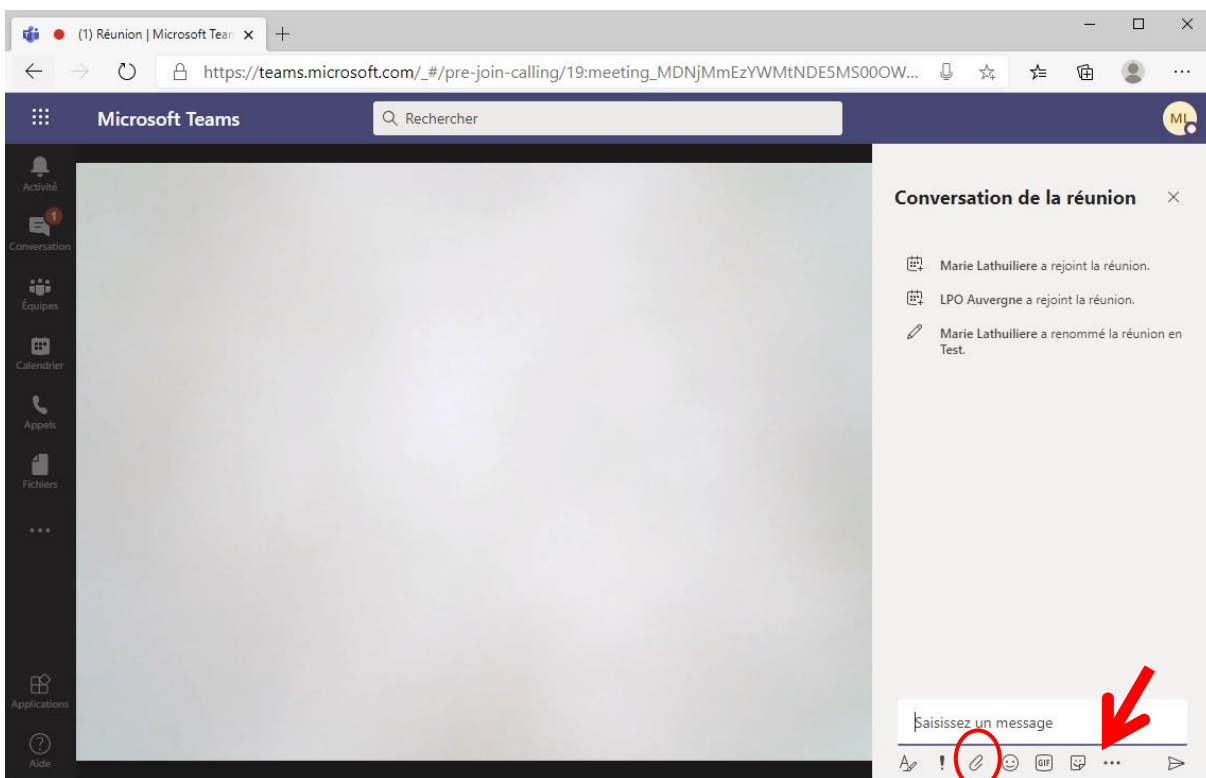 (1) Réunion | Microsoft Tean
https://teams.microsoft.com/_#/pre-join-calling/19:meeting_MDNjMmEzYWMtNDE5MS00OW...
Microsoft Teams
Rechercher
ML
Activité
1
Conversation
Équipes
Calendrier
Appels
Fichiers
Applications
Aide
Conversation de la réunion
Marie Lathuiliere a rejoint la réunion.
LPO Auvergne a rejoint la réunion.
Marie Lathuiliere a renommé la réunion en
Test.
Saisissez un message
GIF